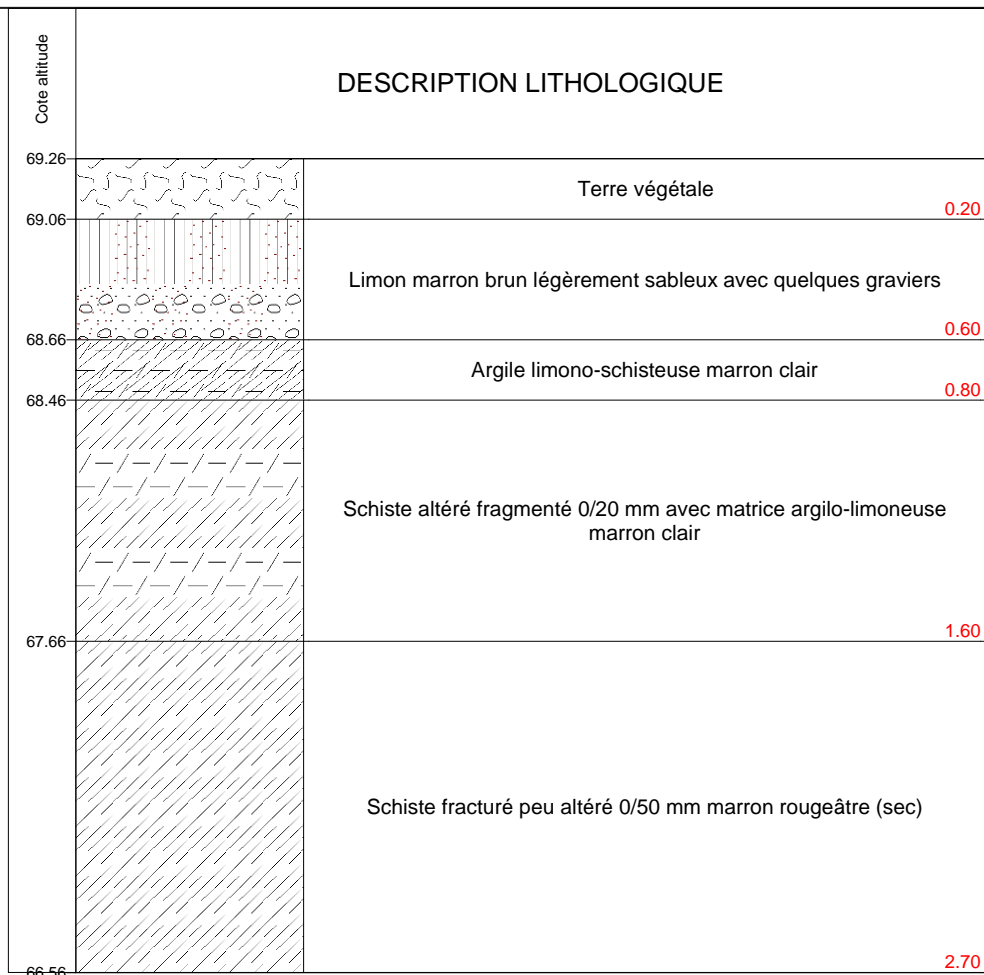 Cote altitude
DESCRIPTION LITHOLOGIQUE
69.26
Terre végétale
0.20
69.06
Limon marron brun légèrement sableux avec quelques graviers
0.60
68.66
Argile limono-schisteuse marron clair
0.80
68.46
Schiste altéré fragmenté 0/20 mm avec matrice argilo-limoneuse
marron clair
1.60
67.66
Schiste fracturé peu altéré 0/50 mm marron rougeâtre (sec)
2.70
66.56